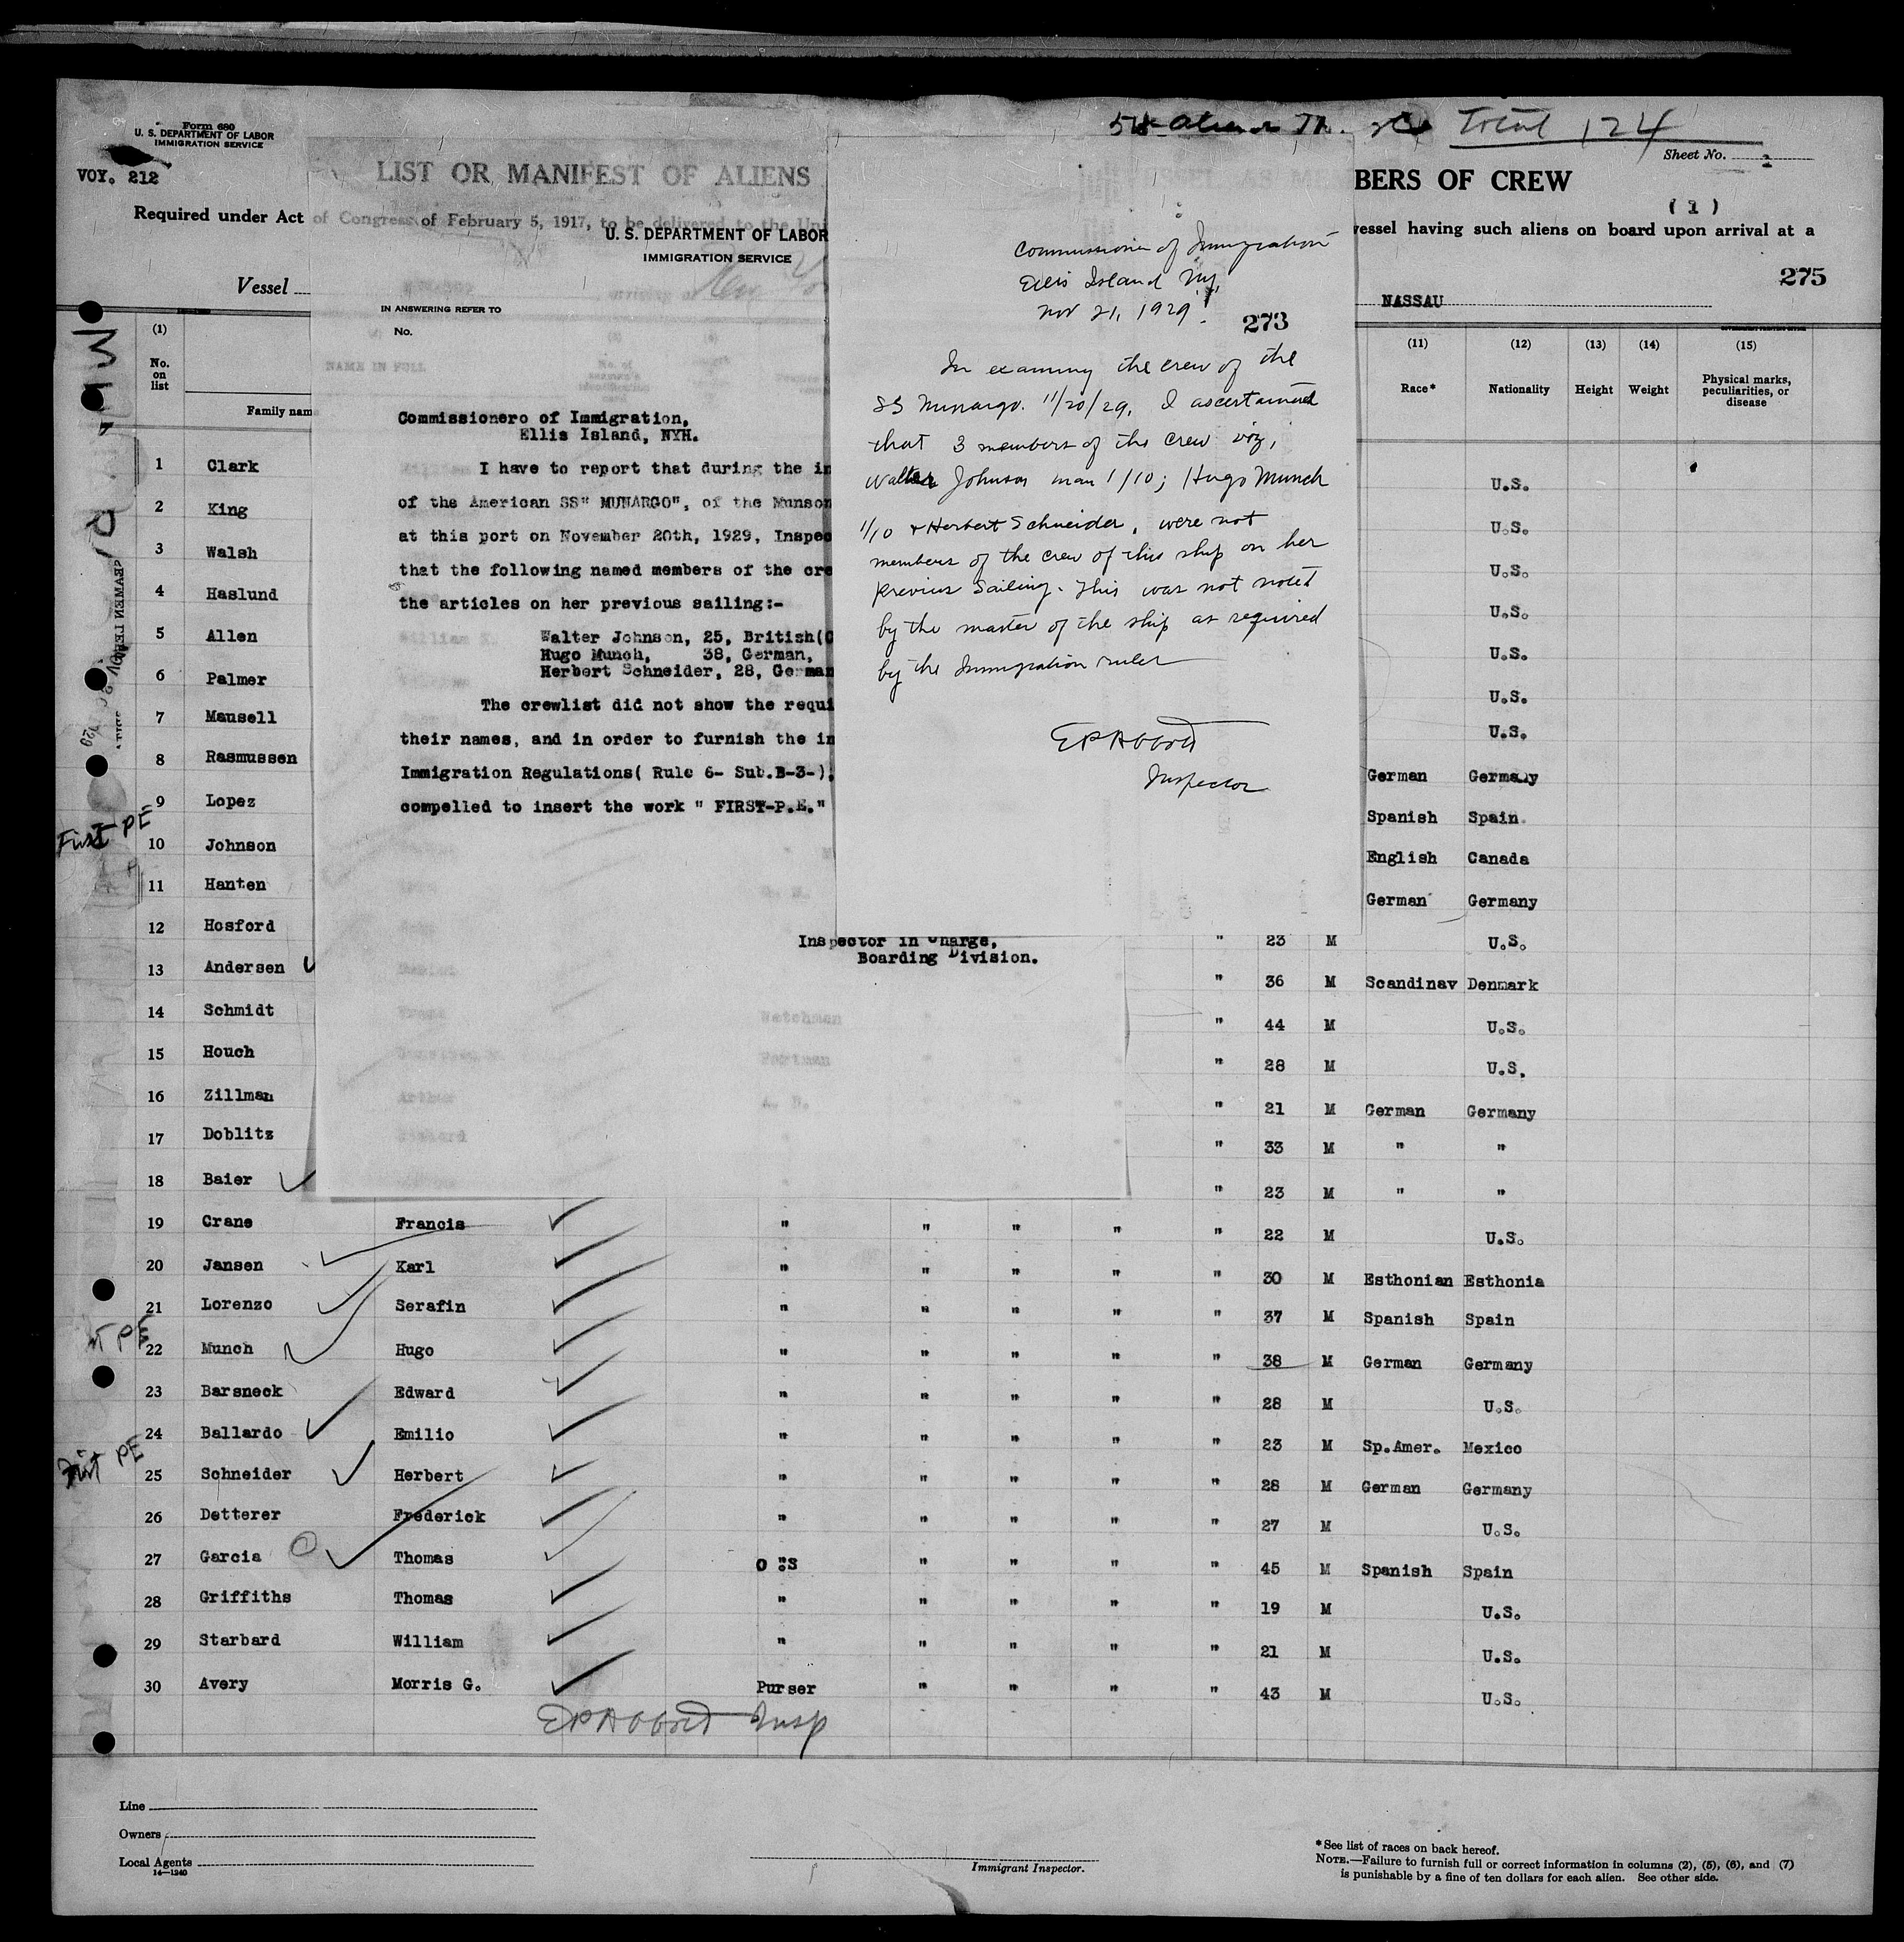 Form 680
U. S. DEPARTMENT OF LABOR
IMMIGRATION SERVICE
VOY. 212
Total 124
Sheet No. 1
LIST OR MANIFEST OF ALIENS
BERS OF CREW
(1)
Required under Act of Congress of February 5, 1917, to be delivered to the Uni
vessel having such aliens on board upon arrival at a
275
Vessel
NASSAU
U. S. DEPARTMENT OF LABOR
IMMIGRATION SERVICE
IN ANSWERING REFER TO
No.
NAME IN FULL
Commissionero of Immigration,
Ellis Island, NYH.
I have to report that during the in
of the American SS" MUNARGO", of the Munson
at this port on November 20th, 1929, Inspec
that the following named members of the cre
the articles on her previous sailing:-
Walter Johnson, 25, British(C
Hugo Munch, 38, German,
Herbert Schneider, 28, German
The crewlist did not show the requi
their names, and in order to furnish the in
Immigration Regulations( Rule 6- Sub.B-3-),
compelled to insert the work " FIRST-P.E."
Inspector in Charge,
Boarding Division.
Commissioner of Immigration
Ellis Island NY,
Nov 21, 1929.
273
In examing the crew of the
SS Munargo. 11/20/29, I ascertained
that 3 members of the crew viz,
Walter Johnson man 1/10; Hugo Munch
1/10 + Herbert Schneider, were not
members of the crew of this ship on her
previous sailing. This was not noted
by the master of the ship as required
by the Immigration rules
EPAbbott
Inspector
(1) (11) (12) (13) (14) (15)
No. on list
Family nam
Race* Nationality Height Weight Physical marks, peculiarities, or disease
1 Clark U.S.
2 King U.S.
3 Walsh U.S.
4 Haslund U.S.
5 Allen U.S.
6 Palmer U.S.
7 Mausell U.S.
8 Rasmussen German Germany
9 Lopez Spanish Spain
First PE
10 Johnson English Canada
11 Hanten German Germany
12 Hosford " 23 M U.S.
13 Andersen " 36 M Scandinav Denmark
14 Schmidt Watchman " 44 M U.S.
15 Houch " 28 M U.S.
16 Zillman A. B. " 21 M German Germany
17 Doblitz " 33 M " "
18 Baier " 23 M " "
19 Crane Francis " " " " " 22 M U.S.
20 Jansen Karl " " " " " 30 M Esthonian Esthonia
21 Lorenzo Serafin " " " " " 37 M Spanish Spain
PE
22 Munch Hugo " " " " " 38 M German Germany
23 Barsneck Edward " " " " " 28 M U.S.
24 Ballardo Emilio " " " " " 23 M Sp.Amer. Mexico
First PE
25 Schneider Herbert " " " " " 28 M German Germany
26 Detterer Frederick " " " " " 27 M U.S.
27 Garcia Thomas O S " " " " 45 M Spanish Spain
28 Griffiths Thomas " " " " " 19 M U.S.
29 Starbard William " " " " " 21 M U.S.
30 Avery Morris G. Purser " " " " 43 M U.S.
EPAbbott Insp
Line
Owners
Local Agents
14—1240
Immigrant Inspector.
*See list of races on back hereof.
NOTE.—Failure to furnish full or correct information in columns (2), (5), (6), and (7)
is punishable by a fine of ten dollars for each alien. See other side.